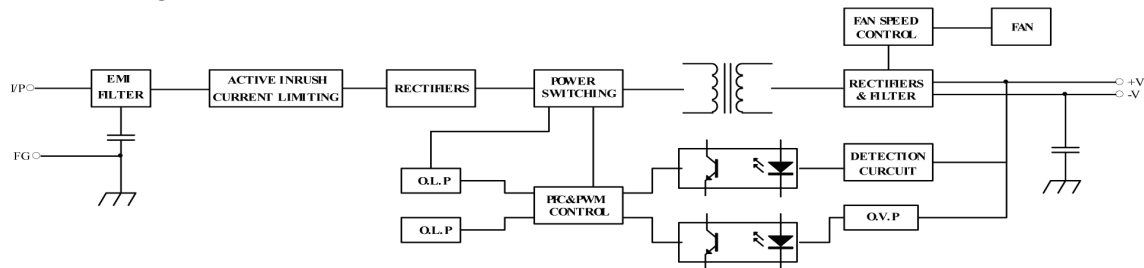 FAN SPEED
CONTROL
FAN
I/P
EMI
FILTER
ACTIVE INRUSH
CURRENT LIMITING
RECTIFIERS
POWER
SWITCHING
RECTIFIERS
& FILTER
+V
-V
FG
O.L.P
PFC&PWM
CONTROL
DETECTION
CURCUIT
O.L.P
O.V.P